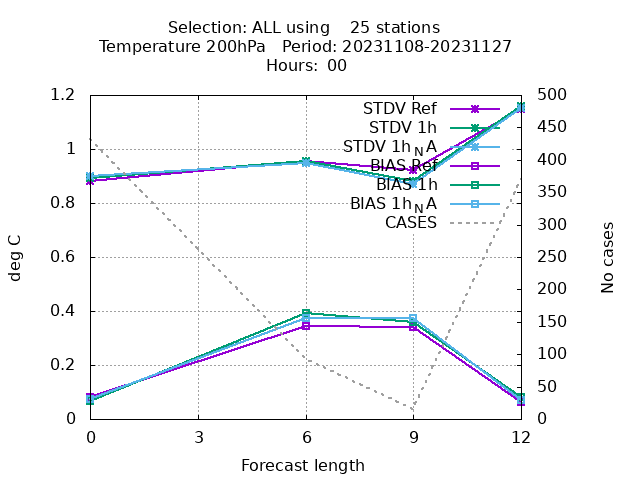 Selection: ALL using    25 stations
Temperature 200hPa   Period: 20231108-20231127
Hours: 00
STDV Ref
STDV 1h
STDV 1h_N A
BIAS Ref
BIAS 1h
BIAS 1h_N A
CASES
1.2
1
0.8
0.6
0.4
0.2
0
deg C
500
450
400
350
300
250
200
150
100
50
0
No cases
0 3 6 9 12
Forecast length